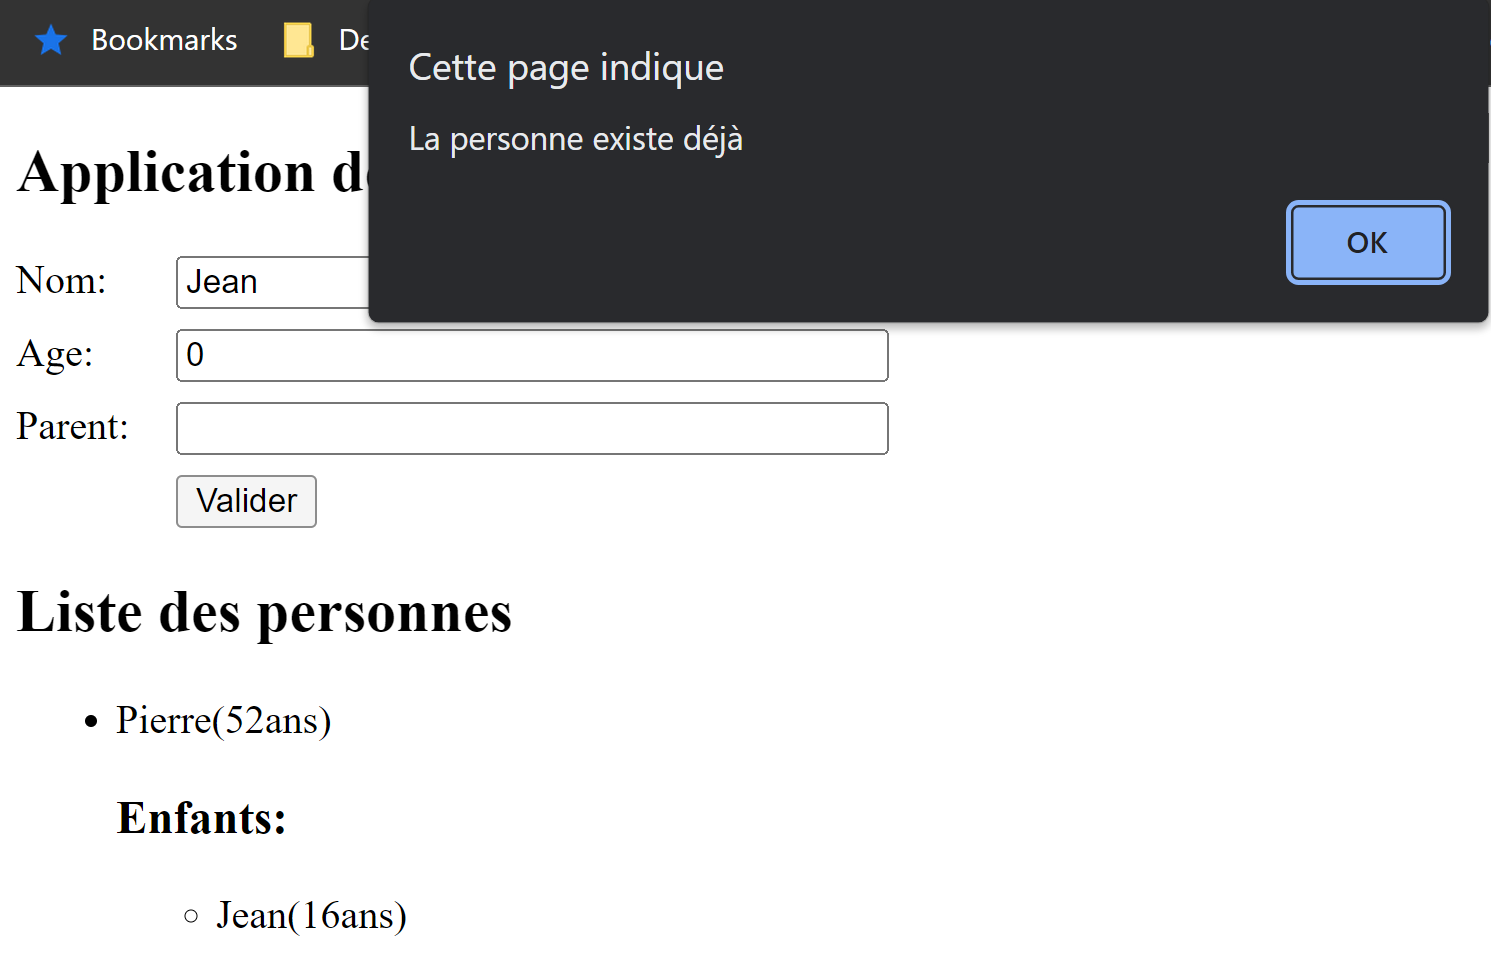 Bookmarks
Cette page indique
La personne existe déjà
OK
Application
Nom: Jean
Age: 0
Parent:
Valider
Liste des personnes
Pierre(52ans)
Enfants:
Jean(16ans)